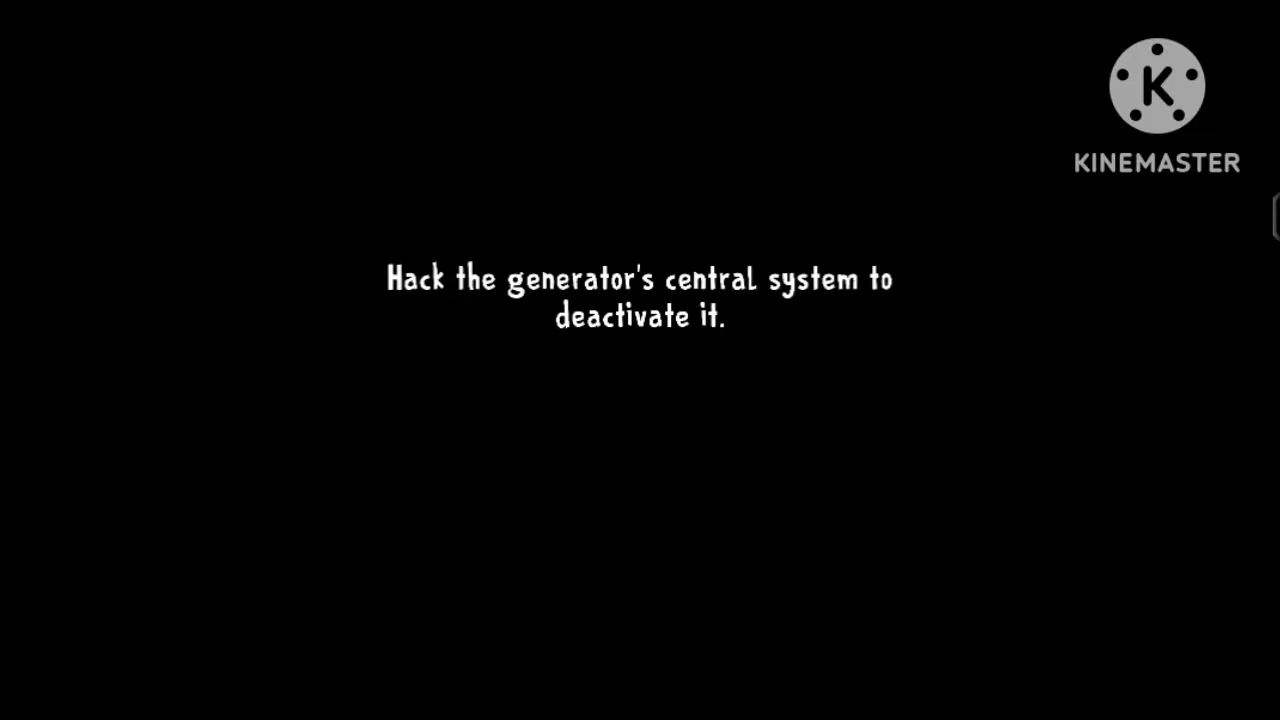 K
KINEMASTER
Hack the generator's central system to
deactivate it.